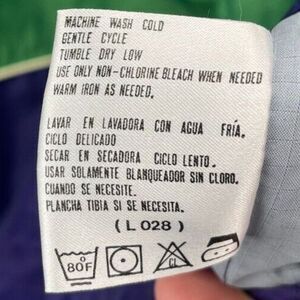 MACHINE WASH COLD
GENTLE CYCLE
TUMBLE DRY LOW
USE ONLY NON-CHLORINE BLEACH WHEN NEEDED
WARM IRON AS NEEDED.
LAVAR EN LAVADORA CON AGUA FRÍA.
CICLO DELICADO
SECAR EN SECADORA CICLO LENTO.
USAR SOLAMENTE BLANQUEADOR SIN CLORO.
CUANDO SE NECESITE.
PLANCHA TIBIA SI SE NECESITA.
(L028)
80F CL